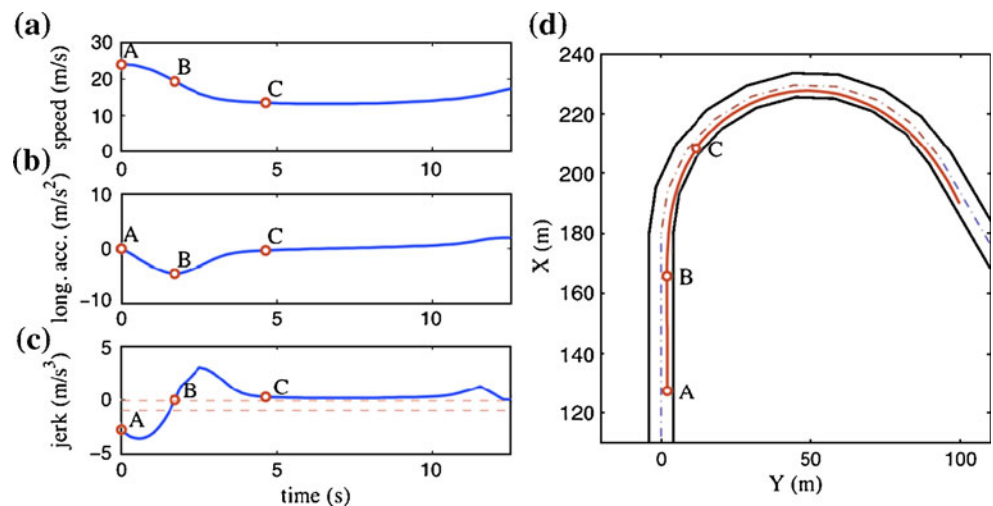 (a)
speed (m/s)
30
20
10
0
A
B
C
0
5
10
(b)
long. acc. (m/s²)
10
0
−10
A
B
C
0
5
10
(c)
jerk (m/s³)
5
0
−5
A
B
C
0
5
10
time (s)
(d)
X (m)
240
220
200
180
160
140
120
C
B
A
0
50
100
Y (m)